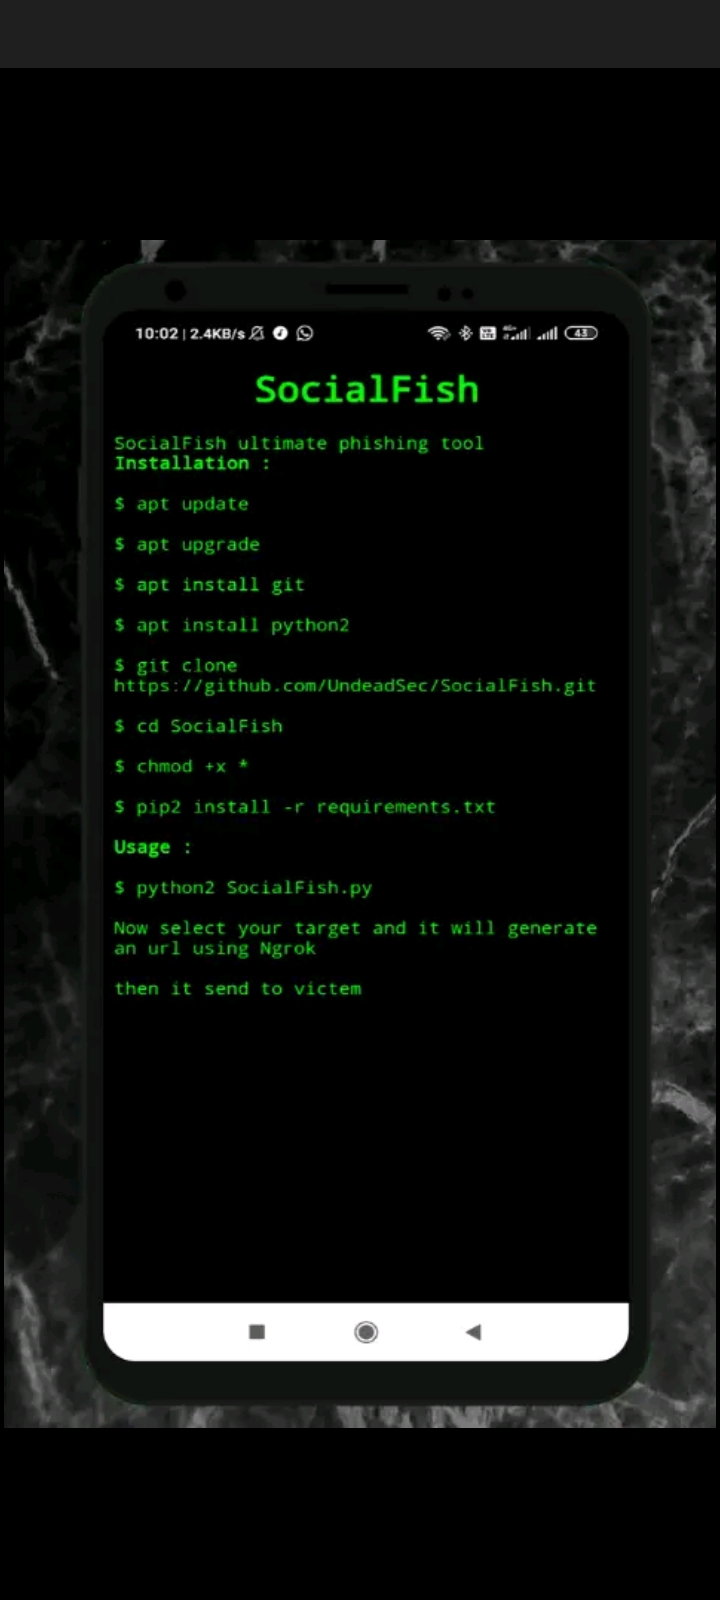 10:02 | 2.4KB/s
43
SocialFish
SocialFish ultimate phishing tool
Installation :
$ apt update
$ apt upgrade
$ apt install git
$ apt install python2
$ git clone
https://github.com/UndeadSec/SocialFish.git
$ cd SocialFish
$ chmod +x *
$ pip2 install -r requirements.txt
Usage :
$ python2 SocialFish.py
Now select your target and it will generate
an url using Ngrok
then it send to victem